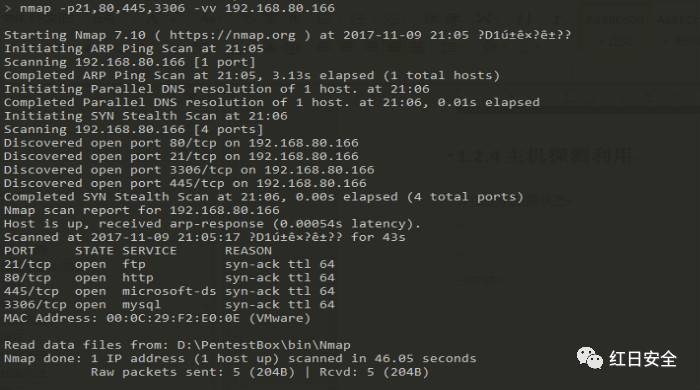 > nmap -p21,80,445,3306 -vv 192.168.80.166
Starting Nmap 7.10 ( https://nmap.org ) at 2017-11-09 21:05 ?D1ú±ê×?ê±??
Initiating ARP Ping Scan at 21:05
Scanning 192.168.80.166 [1 port]
Completed ARP Ping Scan at 21:05, 3.13s elapsed (1 total hosts)
Initiating Parallel DNS resolution of 1 host. at 21:06
Completed Parallel DNS resolution of 1 host. at 21:06, 0.01s elapsed
Initiating SYN Stealth Scan at 21:06
Scanning 192.168.80.166 [4 ports]
Discovered open port 80/tcp on 192.168.80.166
Discovered open port 21/tcp on 192.168.80.166
Discovered open port 3306/tcp on 192.168.80.166
Discovered open port 445/tcp on 192.168.80.166
Completed SYN Stealth Scan at 21:06, 0.00s elapsed (4 total ports)
Nmap scan report for 192.168.80.166
Host is up, received arp-response (0.00054s latency).
Scanned at 2017-11-09 21:05:17 ?D1ú±ê×?ê±?? for 43s
PORT STATE SERVICE REASON
21/tcp open ftp syn-ack ttl 64
80/tcp open http syn-ack ttl 64
445/tcp open microsoft-ds syn-ack ttl 64
3306/tcp open mysql syn-ack ttl 64
MAC Address: 00:0C:29:F2:E0:0E (VMware)
Read data files from: D:\PentestBox\bin\Nmap
Nmap done: 1 IP address (1 host up) scanned in 46.05 seconds
Raw packets sent: 5 (204B) | Rcvd: 5 (204B)
1.2.4 主机探测利用
红日安全